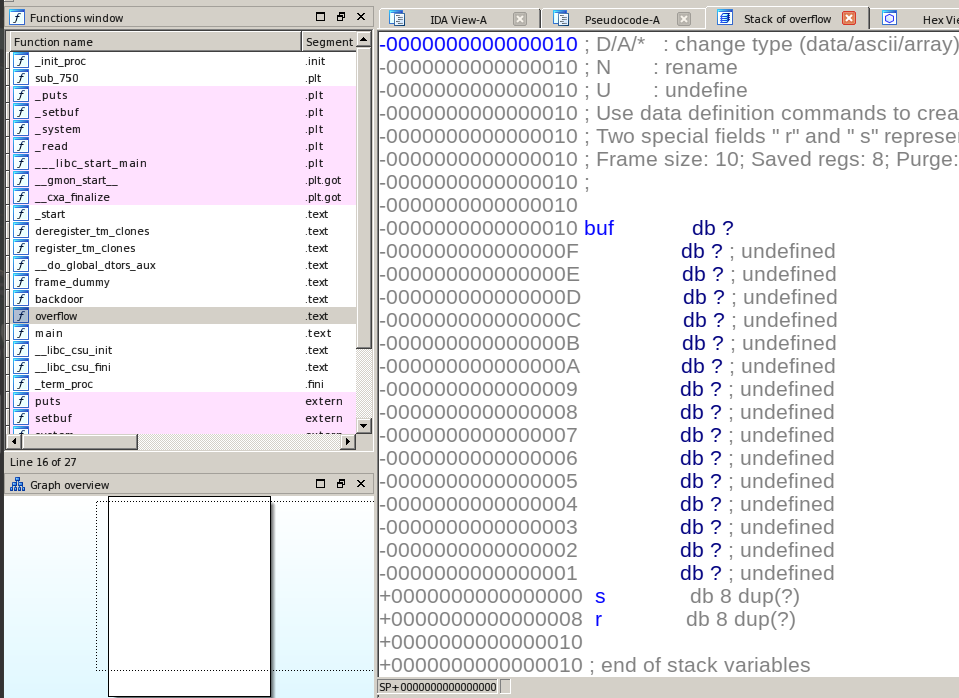 Functions window
Function name Segment
_init_proc .init
sub_750 .plt
_puts .plt
_setbuf .plt
_system .plt
_read .plt
___libc_start_main .plt
__gmon_start__ .plt.got
__cxa_finalize .plt.got
_start .text
deregister_tm_clones .text
register_tm_clones .text
__do_global_dtors_aux .text
frame_dummy .text
backdoor .text
overflow .text
main .text
__libc_csu_init .text
__libc_csu_fini .text
_term_proc .fini
puts extern
setbuf extern
Line 16 of 27
Graph overview
IDA View-A Pseudocode-A Stack of overflow Hex Vie
-0000000000000010 ; D/A/* : change type (data/ascii/array)
-0000000000000010 ; N : rename
-0000000000000010 ; U : undefine
-0000000000000010 ; Use data definition commands to crea
-0000000000000010 ; Two special fields " r" and " s" represe
-0000000000000010 ; Frame size: 10; Saved regs: 8; Purge:
-0000000000000010 ;
-0000000000000010
-0000000000000010 buf db ?
-000000000000000F db ? ; undefined
-000000000000000E db ? ; undefined
-000000000000000D db ? ; undefined
-000000000000000C db ? ; undefined
-000000000000000B db ? ; undefined
-000000000000000A db ? ; undefined
-0000000000000009 db ? ; undefined
-0000000000000008 db ? ; undefined
-0000000000000007 db ? ; undefined
-0000000000000006 db ? ; undefined
-0000000000000005 db ? ; undefined
-0000000000000004 db ? ; undefined
-0000000000000003 db ? ; undefined
-0000000000000002 db ? ; undefined
-0000000000000001 db ? ; undefined
+0000000000000000 s db 8 dup(?)
+0000000000000008 r db 8 dup(?)
+0000000000000010
+0000000000000010 ; end of stack variables
SP+0000000000000000